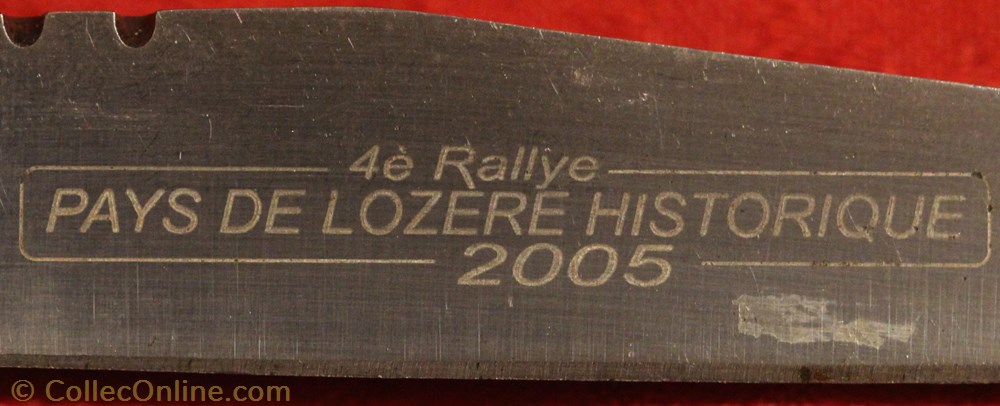 4è Rallye
PAYS DE LOZERE HISTORIQUE
2005
© CollecOnline.com